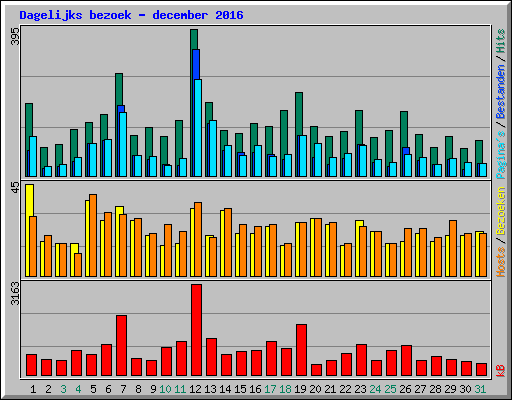 Dagelijks bezoek - december 2016
395
45
3163
Hosts / Bezoeken Pagina's / Bestanden / Hits
kB
1 2 3 4 5 6 7 8 9 10 11 12 13 14 15 16 17 18 19 20 21 22 23 24 25 26 27 28 29 30 31